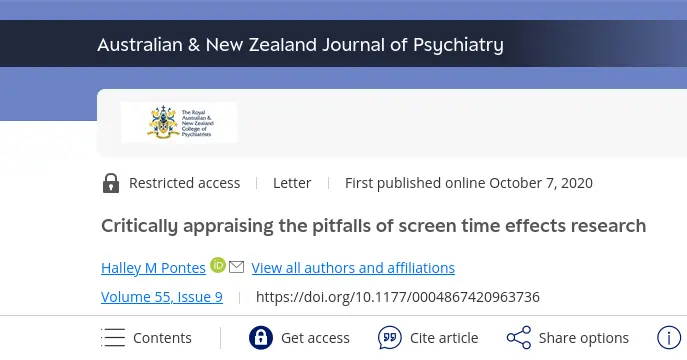 Australian & New Zealand Journal of Psychiatry
The Royal
Australian &
New Zealand
College of
Psychiatrists
Restricted access
Letter
First published online October 7, 2020
Critically appraising the pitfalls of screen time effects research
Halley M Pontes iD View all authors and affiliations
Volume 55, Issue 9
https://doi.org/10.1177/0004867420963736
Contents
Get access
Cite article
Share options